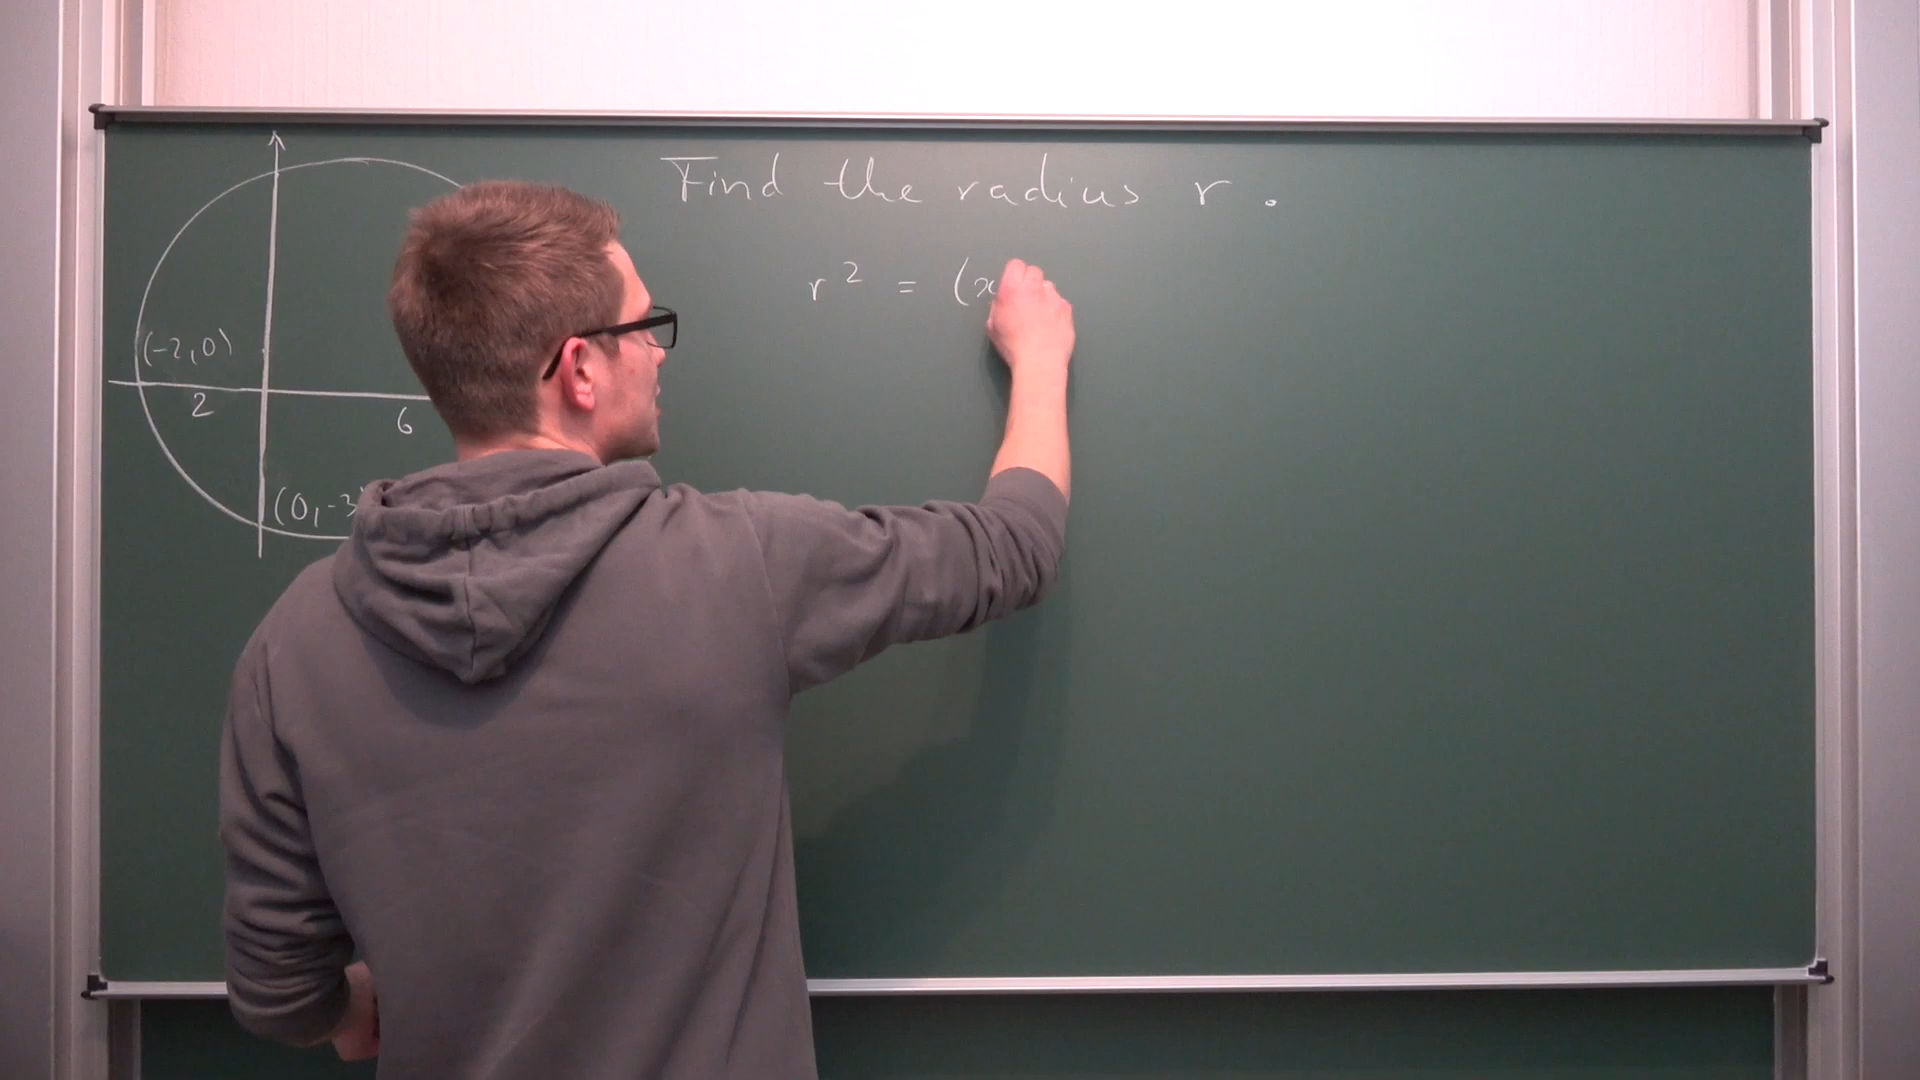 Find the radius r.
r² = (x
(-2,0)
2
6
(0,-3